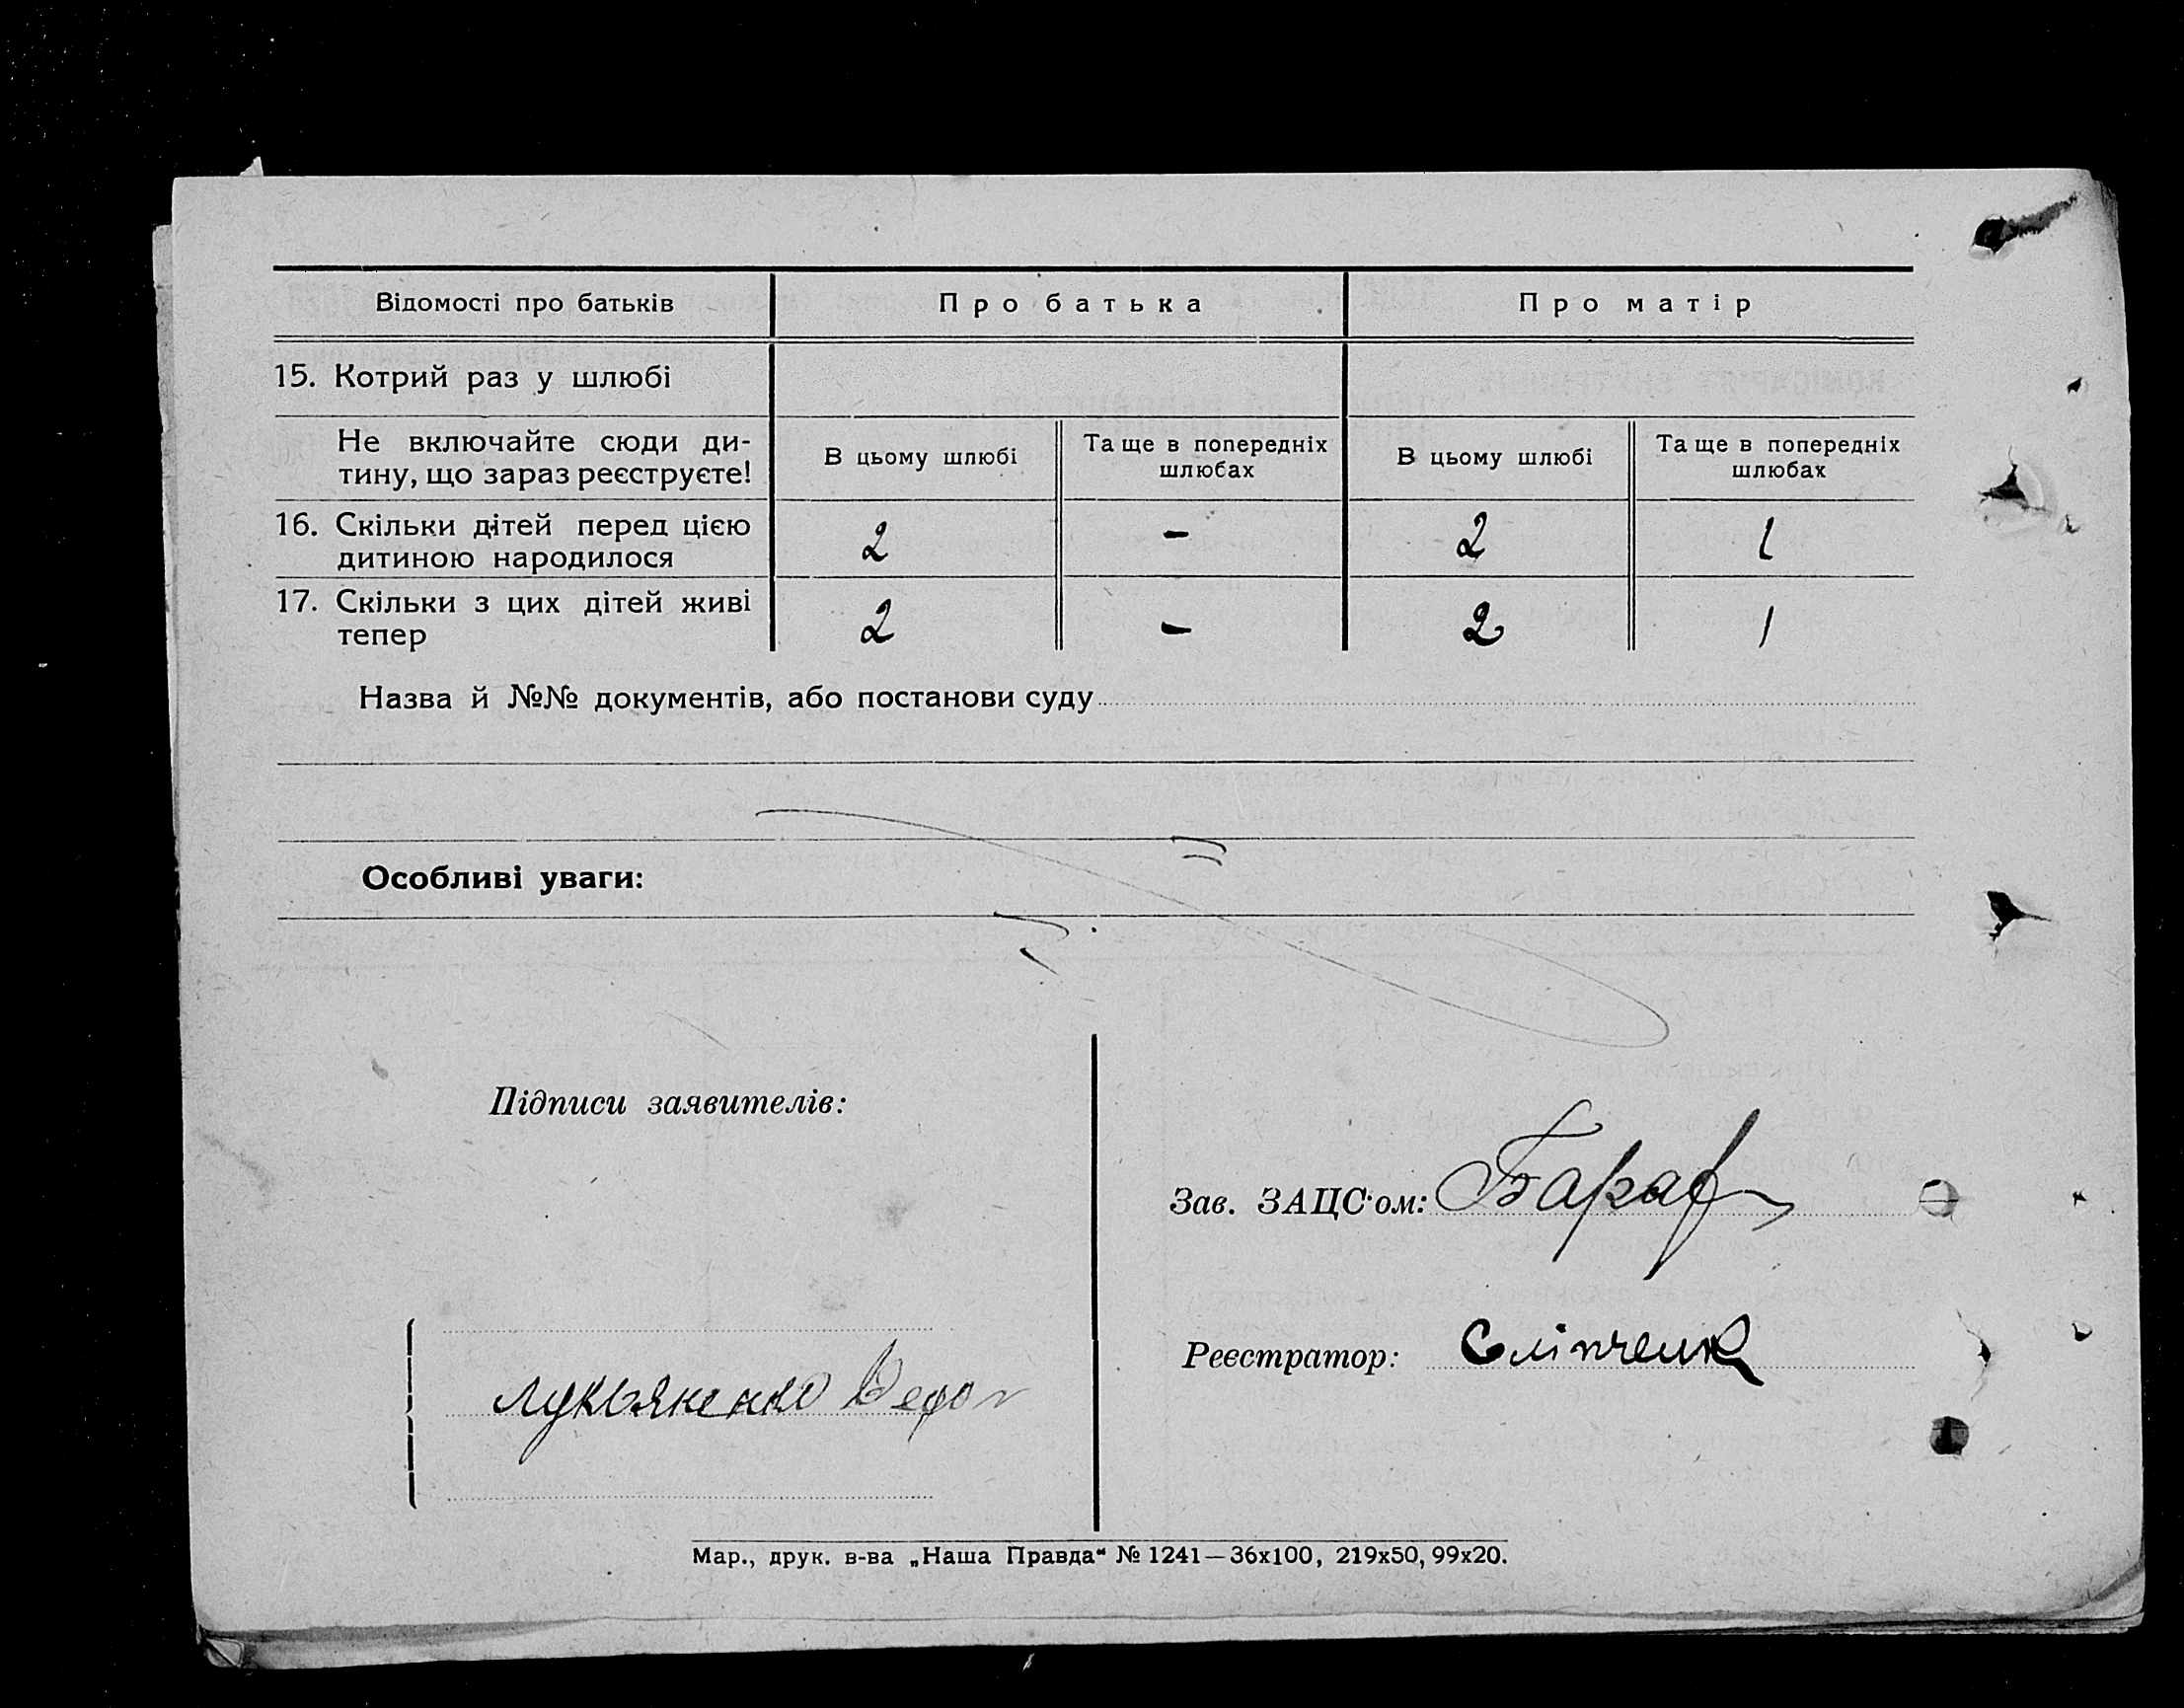 Відомості про батьків Про батька Про матір
15. Котрий раз у шлюбі
Не включайте сюди ди-
тину, що зараз реєструєте!
В цьому шлюбі
Та ще в попередніх
шлюбах
В цьому шлюбі
Та ще в попередніх
шлюбах
16. Скільки дітей перед цією
дитиною народилося
2 - 2 1
17. Скільки з цих дітей живі
тепер
2 - 2 1
Назва й №№ документів, або постанови суду
Особливі уваги:
Підписи заявителів:
Зав. ЗАЦС'ом:
Реєстратор: Сліпченк
Лукьяненко
Мар., друк. в-ва „Наша Правда" № 1241—36х100, 219х50, 99х20.